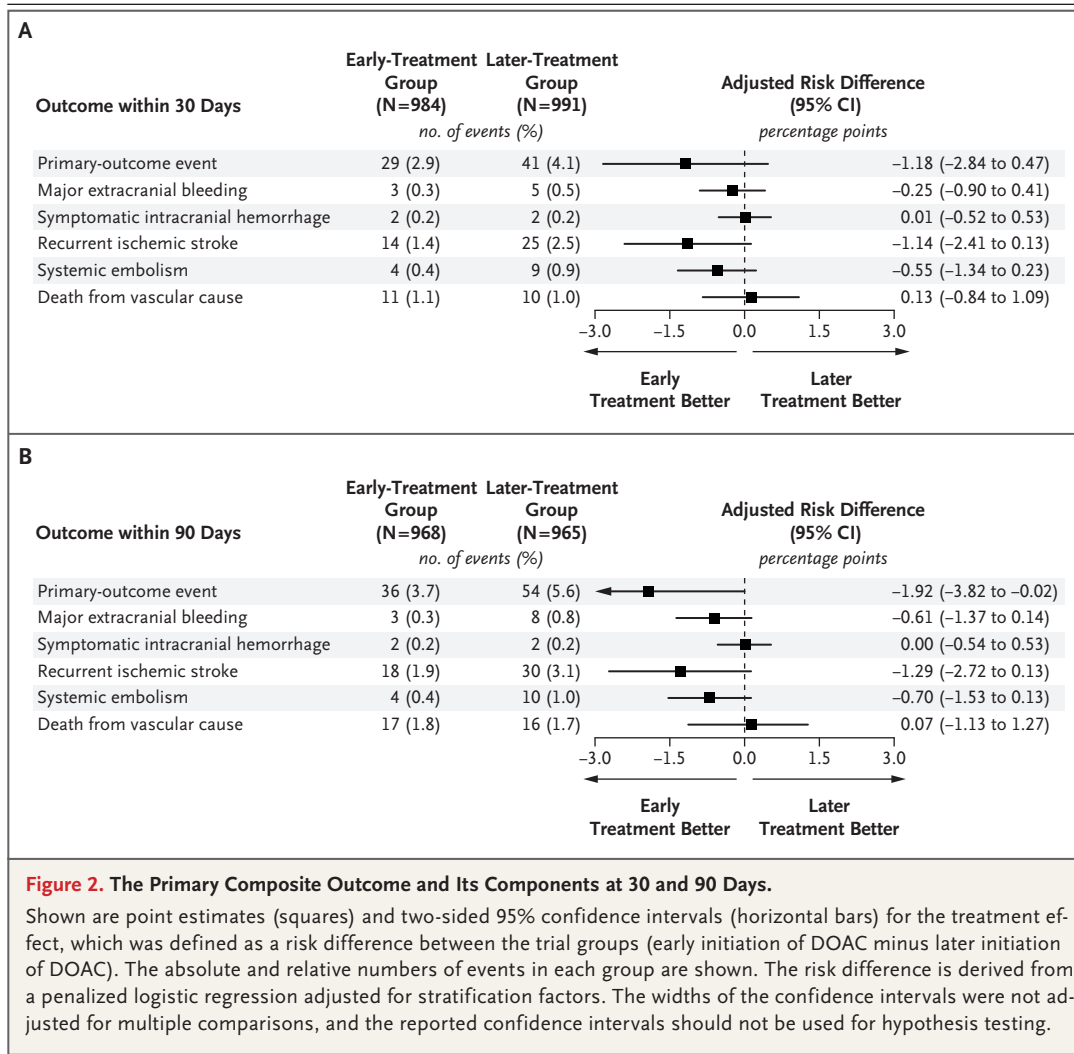 A
Early-Treatment Later-Treatment
Group Group Adjusted Risk Difference
Outcome within 30 Days (N=984) (N=991) (95% CI)
no. of events (%) percentage points
Primary-outcome event 29 (2.9) 41 (4.1) −1.18 (−2.84 to 0.47)
Major extracranial bleeding 3 (0.3) 5 (0.5) −0.25 (−0.90 to 0.41)
Symptomatic intracranial hemorrhage 2 (0.2) 2 (0.2) 0.01 (−0.52 to 0.53)
Recurrent ischemic stroke 14 (1.4) 25 (2.5) −1.14 (−2.41 to 0.13)
Systemic embolism 4 (0.4) 9 (0.9) −0.55 (−1.34 to 0.23)
Death from vascular cause 11 (1.1) 10 (1.0) 0.13 (−0.84 to 1.09)
−3.0 −1.5 0.0 1.5 3.0
Early Later
Treatment Better Treatment Better
B
Early-Treatment Later-Treatment
Group Group Adjusted Risk Difference
Outcome within 90 Days (N=968) (N=965) (95% CI)
no. of events (%) percentage points
Primary-outcome event 36 (3.7) 54 (5.6) −1.92 (−3.82 to −0.02)
Major extracranial bleeding 3 (0.3) 8 (0.8) −0.61 (−1.37 to 0.14)
Symptomatic intracranial hemorrhage 2 (0.2) 2 (0.2) 0.00 (−0.54 to 0.53)
Recurrent ischemic stroke 18 (1.9) 30 (3.1) −1.29 (−2.72 to 0.13)
Systemic embolism 4 (0.4) 10 (1.0) −0.70 (−1.53 to 0.13)
Death from vascular cause 17 (1.8) 16 (1.7) 0.07 (−1.13 to 1.27)
−3.0 −1.5 0.0 1.5 3.0
Early Later
Treatment Better Treatment Better
Figure 2. The Primary Composite Outcome and Its Components at 30 and 90 Days.
Shown are point estimates (squares) and two-sided 95% confidence intervals (horizontal bars) for the treatment ef-
fect, which was defined as a risk difference between the trial groups (early initiation of DOAC minus later initiation
of DOAC). The absolute and relative numbers of events in each group are shown. The risk difference is derived from
a penalized logistic regression adjusted for stratification factors. The widths of the confidence intervals were not ad-
justed for multiple comparisons, and the reported confidence intervals should not be used for hypothesis testing.